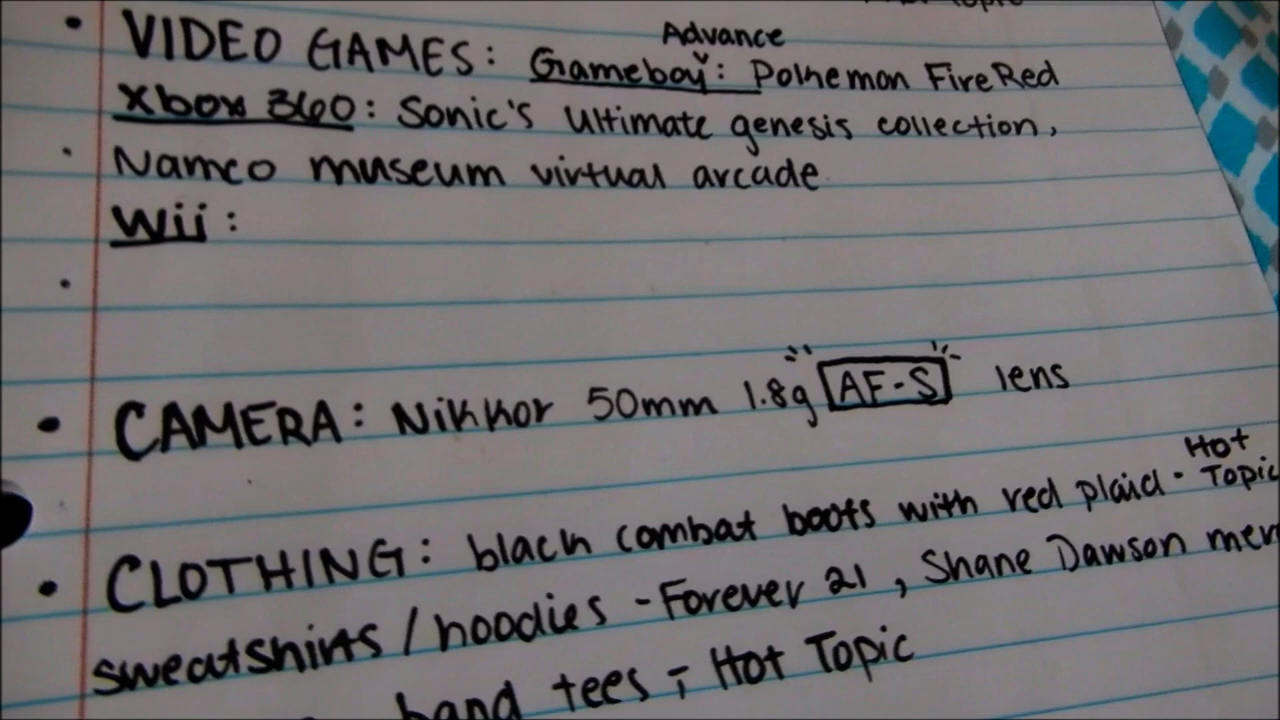 Topic
• VIDEO GAMES: Gameboy Advance: Pokemon FireRed
Xbox 360: Sonic's Ultimate genesis collection,
Namco museum virtual arcade
Wii:
• CAMERA: Nikkor 50mm 1.8g AF-S lens
• CLOTHING: black combat boots with red plaid - Hot Topic
sweatshirts / hoodies - Forever 21, Shane Dawson mer
band tees - Hot Topic